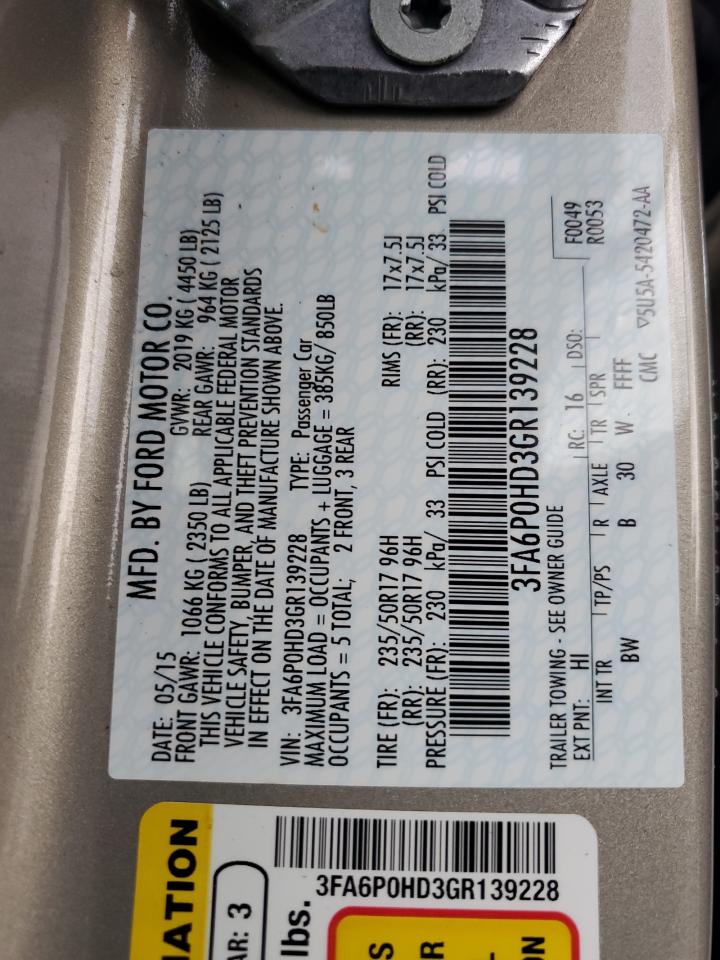 MFD. BY FORD MOTOR CO.
DATE: 05/15 GVWR: 2019 KG ( 4450 LB)
FRONT GAWR: 1066 KG ( 2350 LB) REAR GAWR: 964 KG ( 2125 LB)
THIS VEHICLE CONFORMS TO ALL APPLICABLE FEDERAL MOTOR
VEHICLE SAFETY, BUMPER, AND THEFT PREVENTION STANDARDS
IN EFFECT ON THE DATE OF MANUFACTURE SHOWN ABOVE.
VIN: 3FA6P0HD3GR139228 TYPE: Passenger Car
MAXIMUM LOAD = OCCUPANTS + LUGGAGE = 385KG/ 850LB
OCCUPANTS = 5 TOTAL; 2 FRONT, 3 REAR
TIRE (FR): 235/50R17 96H RIMS (FR): 17x7.5J
(RR): 235/50R17 96H (RR): 17x7.5J
PRESSURE (FR): 230 kPa/ 33 PSI COLD (RR): 230 kPa/ 33 PSI COLD
3FA6P0HD3GR139228
TRAILER TOWING - SEE OWNER GUIDE F0049
EXT PNT: HI RC: 16 DSO: R0053
INT TR TP/PS R AXLE TR SPR
BW B 30 W FFFF
CMC ▽5U5A-5420472-AA
MATION
AR: 3
lbs.
3FA6P0HD3GR139228
S
R
L
ON